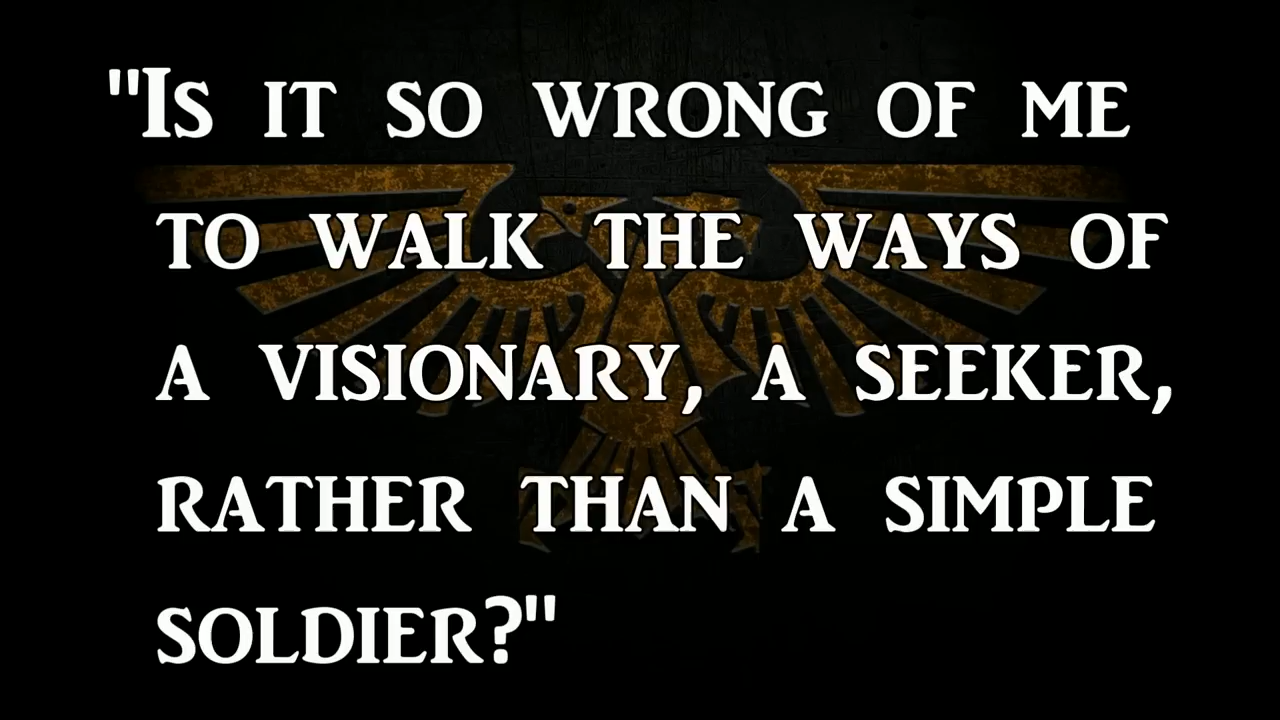 "Is it so wrong of me
to walk the ways of
a visionary, a seeker,
rather than a simple
soldier?"